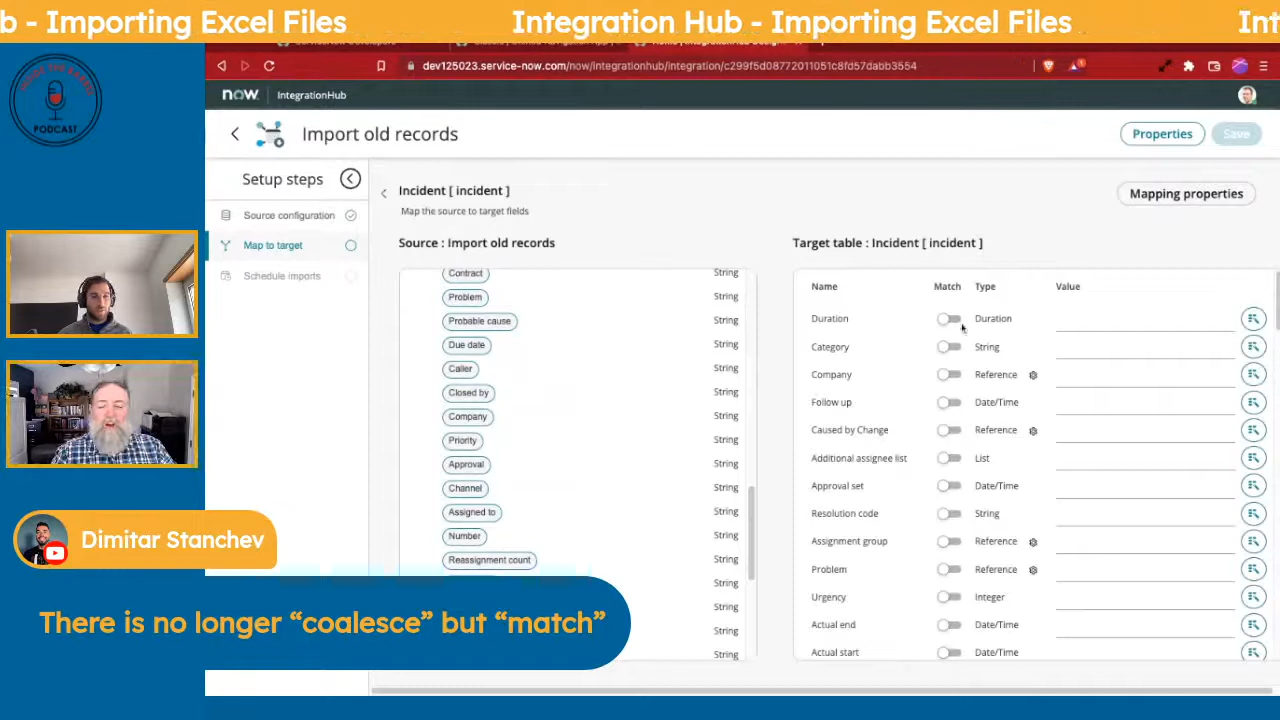 b - Importing Excel Files
Integration Hub - Importing Excel Files
Int
dev125023.service-now.com/now/integrationhub/integration/c299f5d08772011051c8fd57dabb3554
now. IntegrationHub
PODCAST
Import old records
Properties
Save
Setup steps
Source configuration
Map to target
Schedule imports
Incident [ incident ]
Map the source to target fields
Mapping properties
Source : Import old records
Target table : Incident [ incident ]
Contract String
Problem String
Probable cause String
Due date String
Caller String
Closed by String
Company String
Priority String
Approval String
Channel String
Assigned to String
Number String
Reassignment count String
String
String
String
String
Name Match Type Value
Duration Duration
Category String
Company Reference
Follow up Date/Time
Caused by Change Reference
Additional assignee list List
Approval set Date/Time
Resolution code String
Assignment group Reference
Problem Reference
Urgency Integer
Actual end Date/Time
Actual start Date/Time
Dimitar Stanchev
There is no longer “coalesce” but “match”